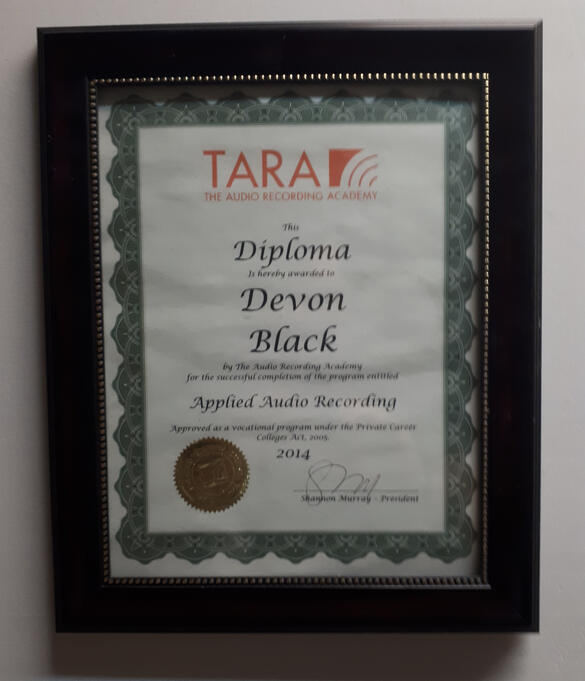 TARA
THE AUDIO RECORDING ACADEMY
This
Diploma
Is hereby awarded to
Devon
Black
by The Audio Recording Academy
for the successful completion of the program entitled
Applied Audio Recording
Approved as a vocational program under the Private Career
Colleges Act, 2005.
2014
Shannon Murray - President